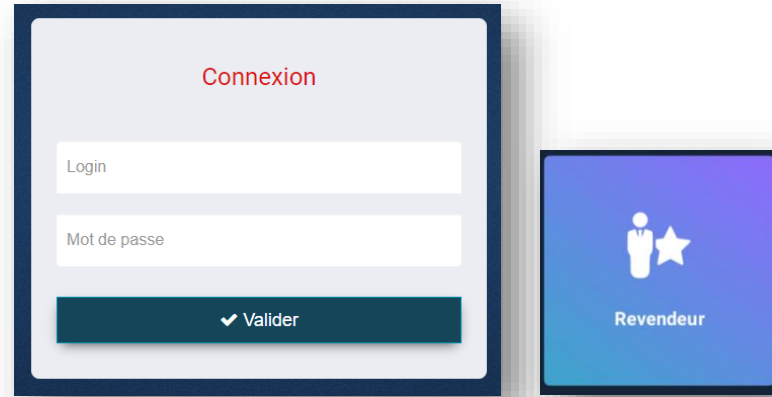 Connexion
Login
Mot de passe
Valider
Revendeur